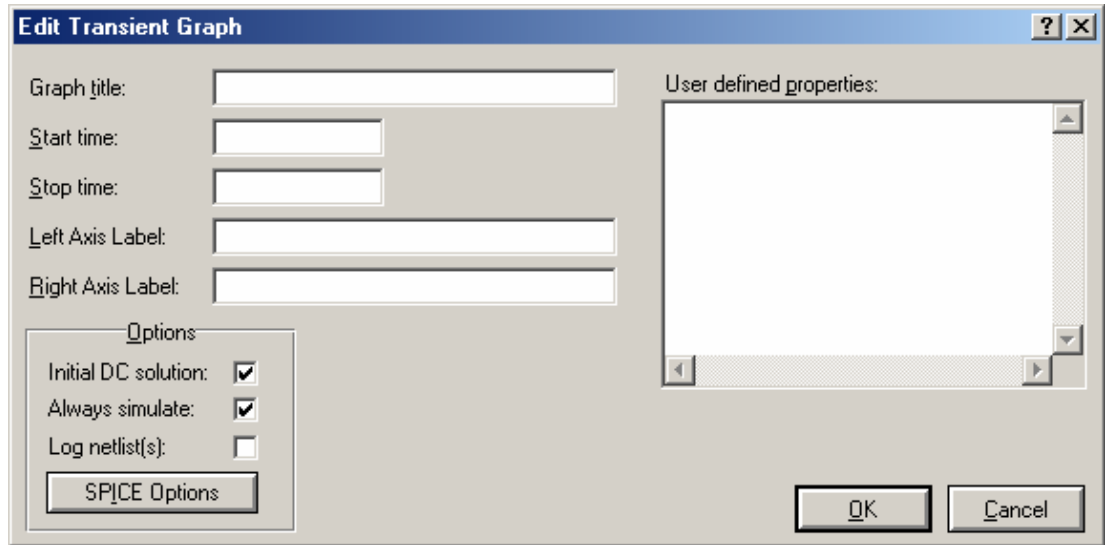 Edit Transient Graph
Graph title:
Start time:
Stop time:
Left Axis Label:
Right Axis Label:
Options
Initial DC solution:
Always simulate:
Log netlist(s):
SPICE Options
User defined properties:
OK
Cancel